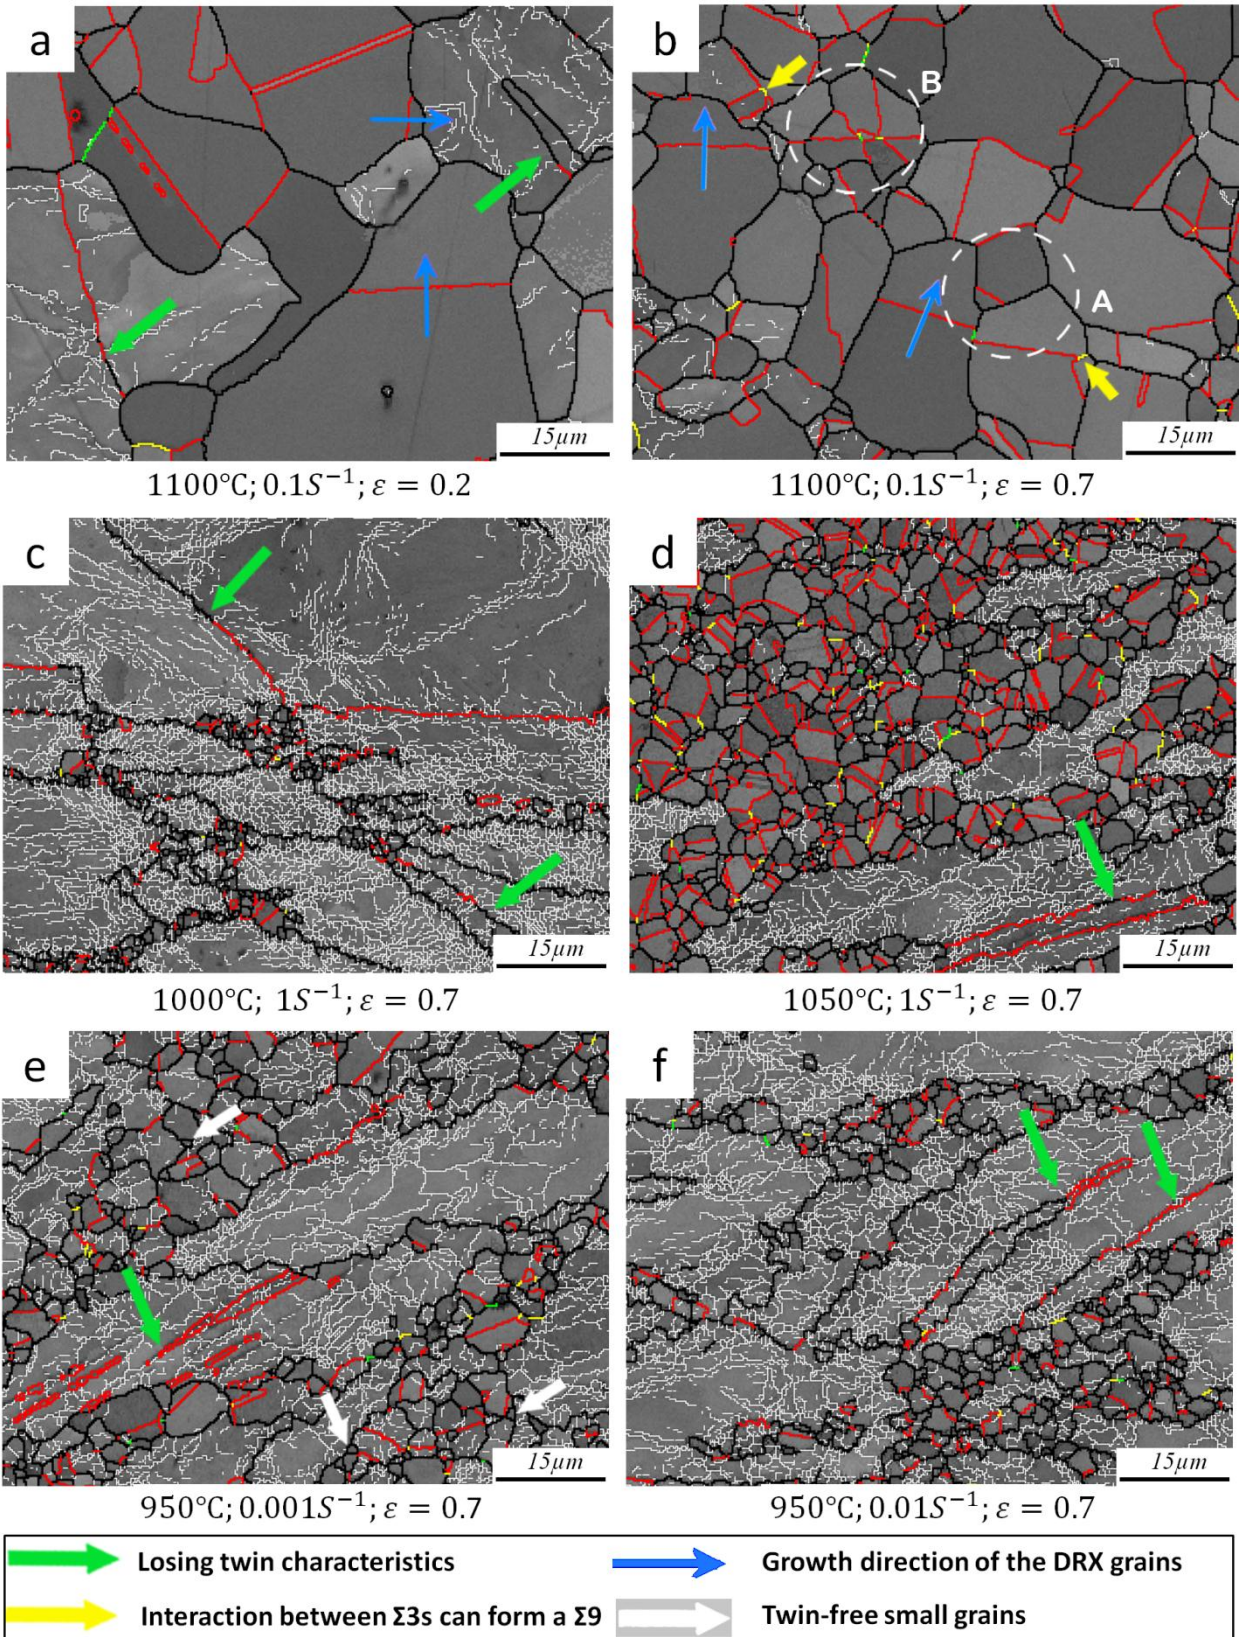 a
b
B
A
15μm
15μm
1100°C; 0.1S⁻¹; ε = 0.2
1100°C; 0.1S⁻¹; ε = 0.7
c
d
15μm
15μm
1000°C; 1S⁻¹; ε = 0.7
1050°C; 1S⁻¹; ε = 0.7
e
f
15μm
15μm
950°C; 0.001S⁻¹; ε = 0.7
950°C; 0.01S⁻¹; ε = 0.7
Losing twin characteristics
Growth direction of the DRX grains
Interaction between Σ3s can form a Σ9
Twin-free small grains